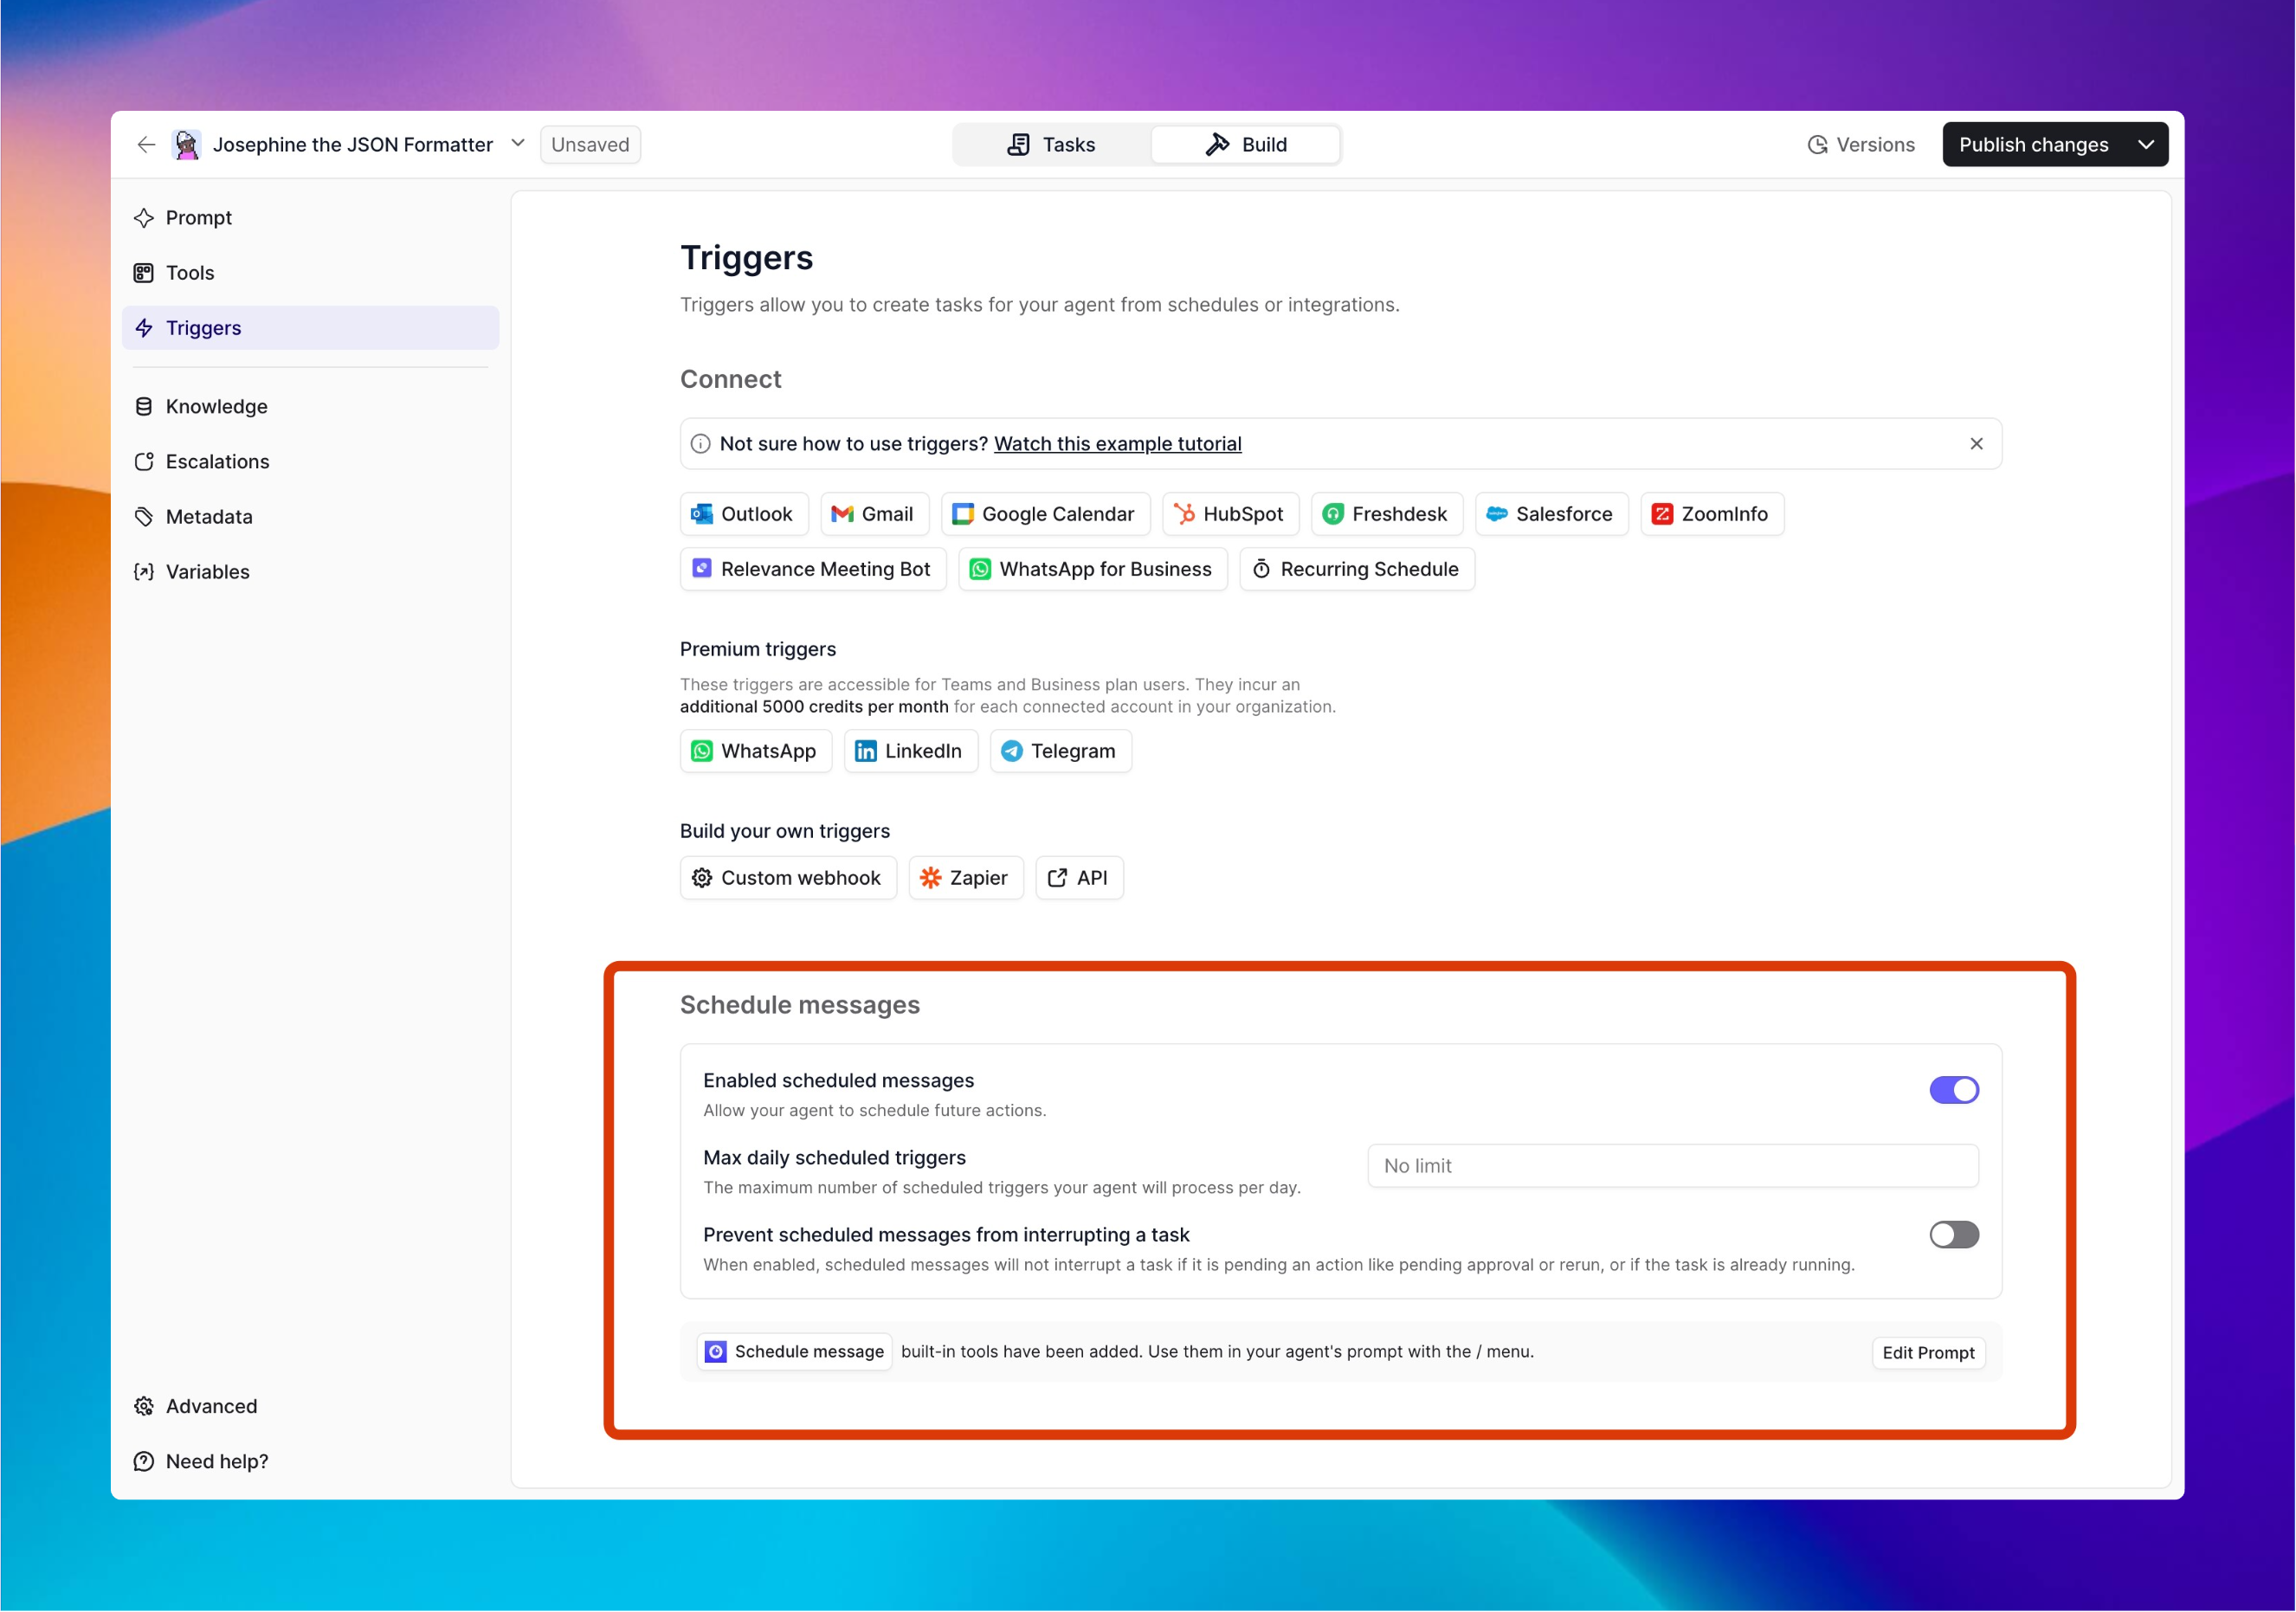 Josephine the JSON Formatter
Unsaved
Tasks
Build
Versions
Publish changes
Prompt
Tools
Triggers
Knowledge
Escalations
Metadata
Variables
Advanced
Need help?
Triggers
Triggers allow you to create tasks for your agent from schedules or integrations.
Connect
Not sure how to use triggers? Watch this example tutorial
Outlook
Gmail
Google Calendar
HubSpot
Freshdesk
Salesforce
ZoomInfo
Relevance Meeting Bot
WhatsApp for Business
Recurring Schedule
Premium triggers
These triggers are accessible for Teams and Business plan users. They incur an
additional 5000 credits per month for each connected account in your organization.
WhatsApp
LinkedIn
Telegram
Build your own triggers
Custom webhook
Zapier
API
Schedule messages
Enabled scheduled messages
Allow your agent to schedule future actions.
Max daily scheduled triggers
The maximum number of scheduled triggers your agent will process per day.
No limit
Prevent scheduled messages from interrupting a task
When enabled, scheduled messages will not interrupt a task if it is pending an action like pending approval or rerun, or if the task is already running.
Schedule message built-in tools have been added. Use them in your agent's prompt with the / menu.
Edit Prompt